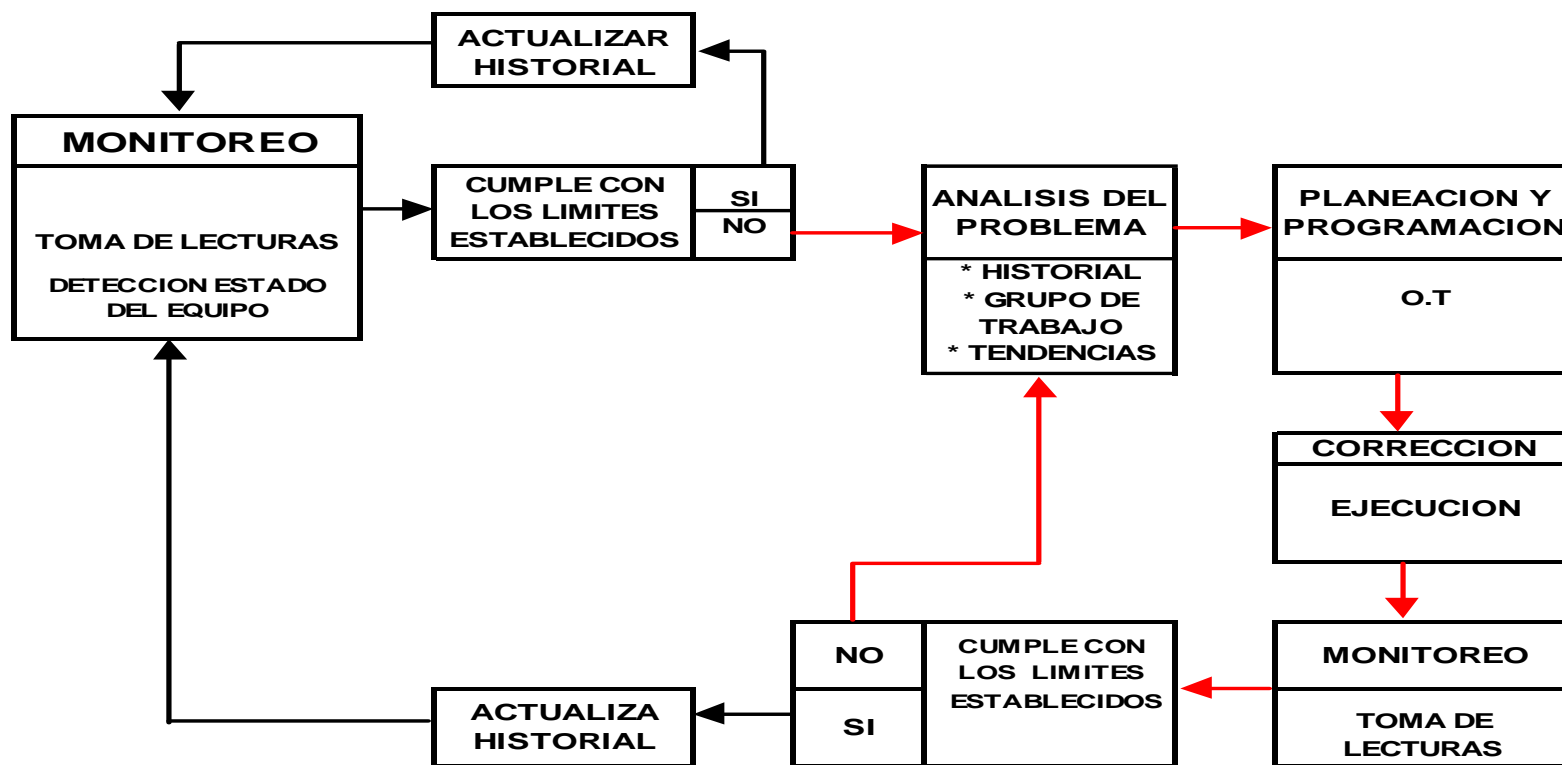 ACTUALIZAR
HISTORIAL
MONITOREO
TOMA DE LECTURAS
DETECCION ESTADO
DEL EQUIPO
CUMPLE CON
LOS LIMITES
ESTABLECIDOS
SI
NO
ANALISIS DEL
PROBLEMA
* HISTORIAL
* GRUPO DE
TRABAJO
* TENDENCIAS
PLANEACION Y
PROGRAMACION
O.T
CORRECCION
EJECUCION
MONITOREO
TOMA DE
LECTURAS
CUMPLE CON
LOS LIMITES
ESTABLECIDOS
NO
SI
ACTUALIZA
HISTORIAL